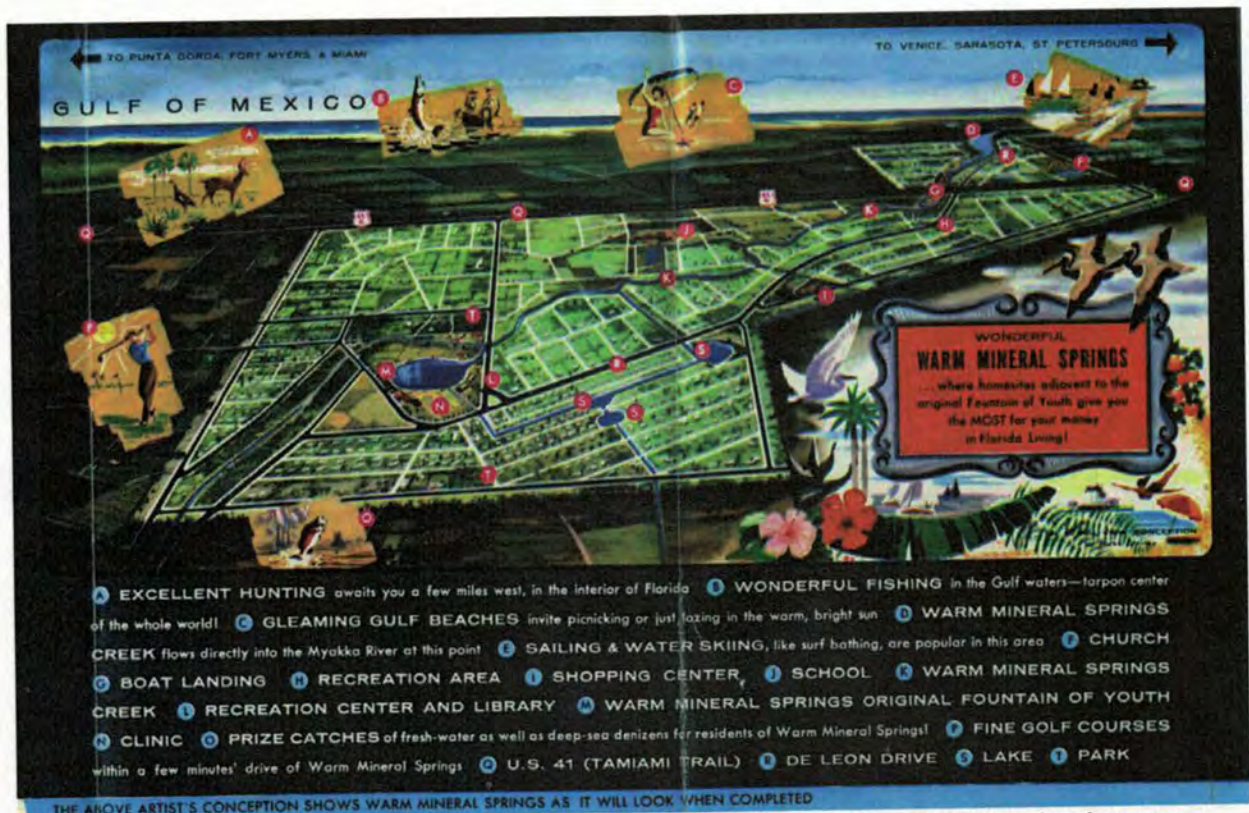 TO PUNTA GORDA, FORT MYERS & MIAMI
TO VENICE, SARASOTA, ST. PETERSBURG
GULF OF MEXICO
B
C
E
A
D
R
F
G
Q
Q
Q
K
H
J
K
I
T
F
M
L
R
S
N
S
S
T
O
WONDERFUL
WARM MINERAL SPRINGS
...where homesites adjacent to the
original Fountain of Youth give you
the MOST for your money
in Florida Living!
CONCEPTION
A EXCELLENT HUNTING awaits you a few miles west, in the interior of Florida B WONDERFUL FISHING in the Gulf waters—tarpon center
of the whole world! C GLEAMING GULF BEACHES invite picnicking or just lazing in the warm, bright sun D WARM MINERAL SPRINGS
CREEK flows directly into the Myakka River at this point E SAILING & WATER SKIING, like surf bathing, are popular in this area F CHURCH
G BOAT LANDING H RECREATION AREA I SHOPPING CENTER, J SCHOOL K WARM MINERAL SPRINGS
CREEK L RECREATION CENTER AND LIBRARY M WARM MINERAL SPRINGS ORIGINAL FOUNTAIN OF YOUTH
N CLINIC O PRIZE CATCHES of fresh-water as well as deep-sea denizens for residents of Warm Mineral Springs! P FINE GOLF COURSES
within a few minutes' drive of Warm Mineral Springs Q U.S. 41 (TAMIAMI TRAIL) R DE LEON DRIVE S LAKE T PARK
THE ABOVE ARTIST'S CONCEPTION SHOWS WARM MINERAL SPRINGS AS IT WILL LOOK WHEN COMPLETED